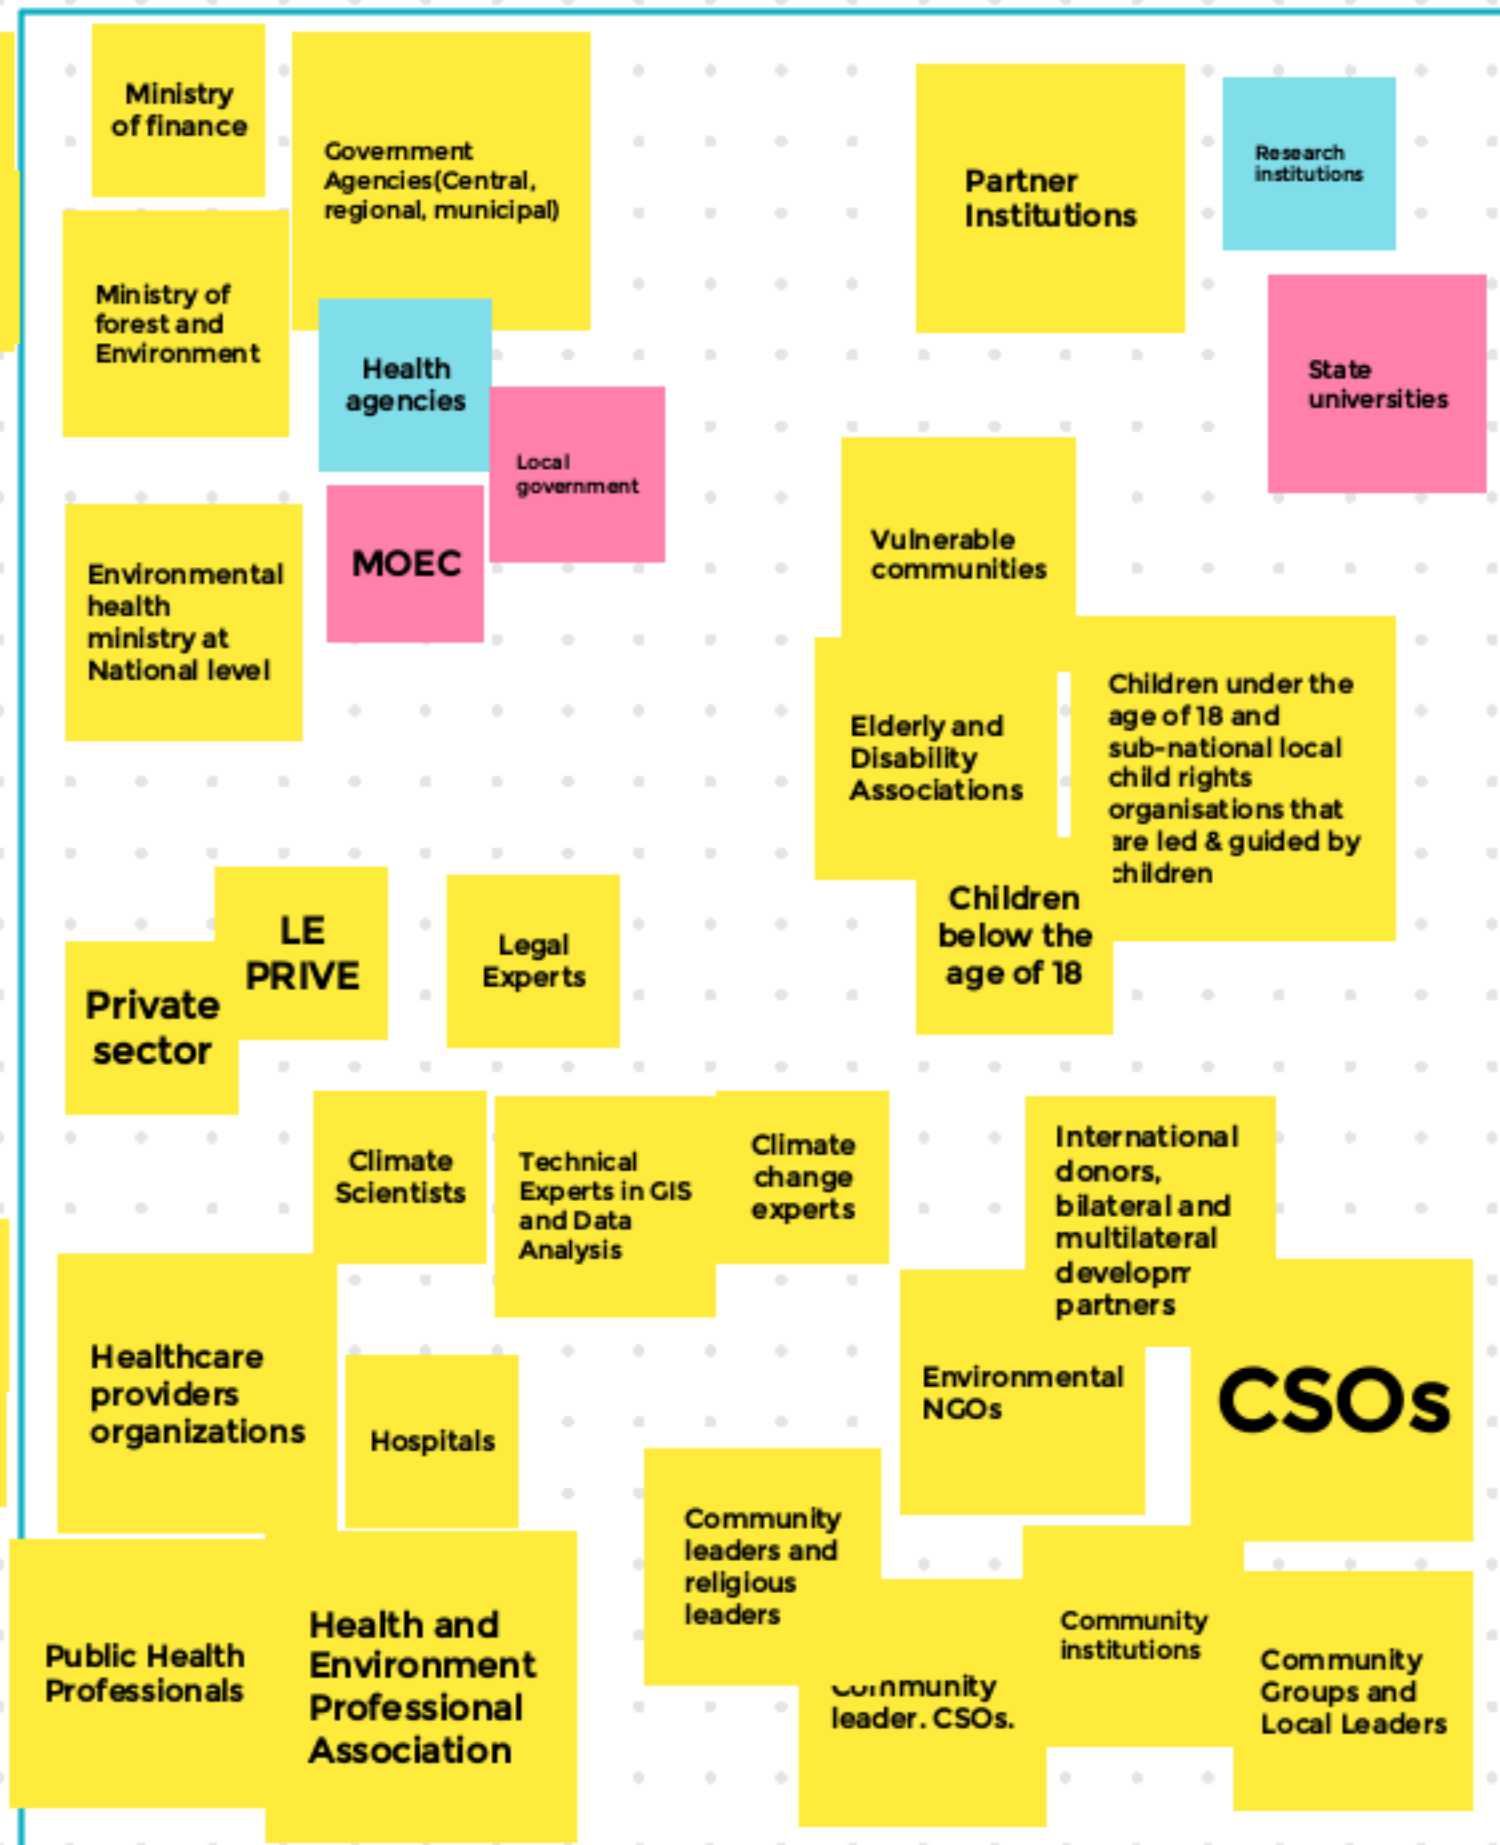 Ministry
of finance
Government
Agencies(Central,
regional, municipal)
Partner
Institutions
Research
institutions
Ministry of
forest and
Environment
Health
agencies
State
universities
Local
government
MOEC
Environmental
health
ministry at
National level
Vulnerable
communities
Elderly and
Disability
Associations
Children under the
age of 18 and
sub-national local
child rights
organisations that
are led & guided by
children
Children
below the
age of 18
LE
PRIVE
Private
sector
Legal
Experts
Climate
Scientists
Technical
Experts in GIS
and Data
Analysis
Climate
change
experts
International
donors,
bilateral and
multilateral
partners
Environmental
NGOs
CSOs
Healthcare
providers
organizations
Hospitals
Community
leaders and
religious
leaders
Community
leader. CSOs.
Community
institutions
Community
Groups and
Local Leaders
Public Health
Professionals
Health and
Environment
Professional
Association